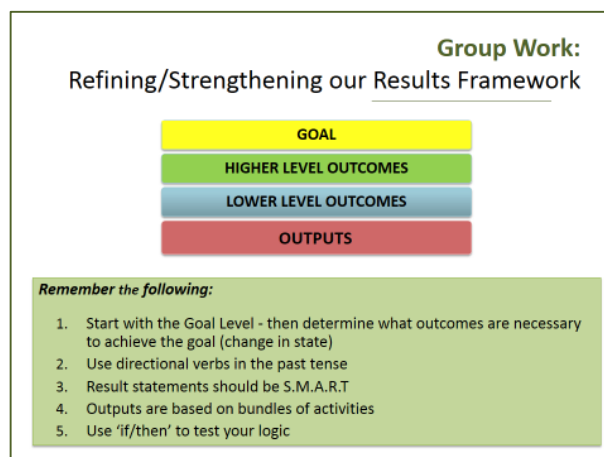 Group Work:
Refining/Strengthening our Results Framework
GOAL
HIGHER LEVEL OUTCOMES
LOWER LEVEL OUTCOMES
OUTPUTS
Remember the following:
1. Start with the Goal Level - then determine what outcomes are necessary
to achieve the goal (change in state)
2. Use directional verbs in the past tense
3. Result statements should be S.M.A.R.T
4. Outputs are based on bundles of activities
5. Use ‘if/then’ to test your logic